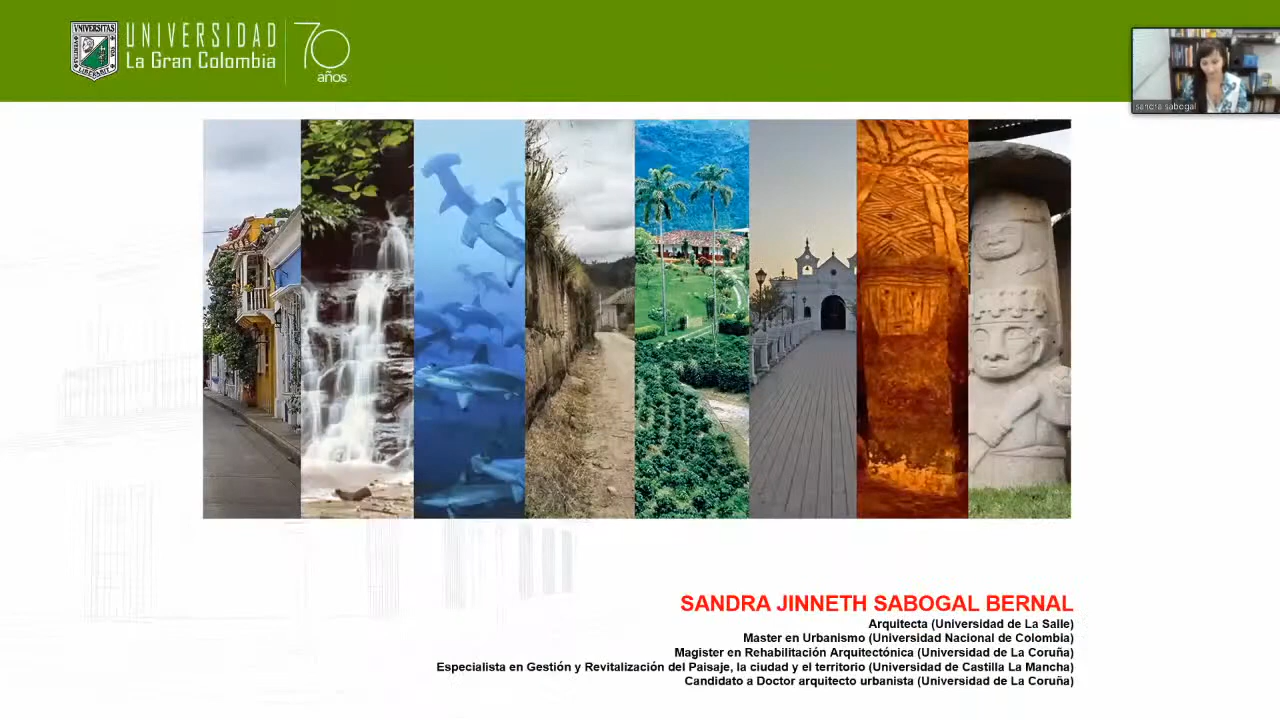 UNIVERSIDAD
La Gran Colombia
70
años
VNIVERSITAS
sandra sabogal
SANDRA JINNETH SABOGAL BERNAL
Arquitecta (Universidad de La Salle)
Master en Urbanismo (Universidad Nacional de Colombia)
Magister en Rehabilitación Arquitectónica (Universidad de La Coruña)
Especialista en Gestión y Revitalización del Paisaje, la ciudad y el territorio (Universidad de Castilla La Mancha)
Candidato a Doctor arquitecto urbanista (Universidad de La Coruña)